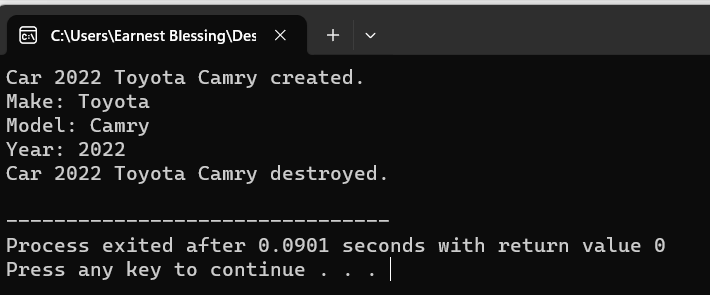 C:\Users\Earnest Blessing\Des
Car 2022 Toyota Camry created.
Make: Toyota
Model: Camry
Year: 2022
Car 2022 Toyota Camry destroyed.
--------------------------------
Process exited after 0.0901 seconds with return value 0
Press any key to continue . . .